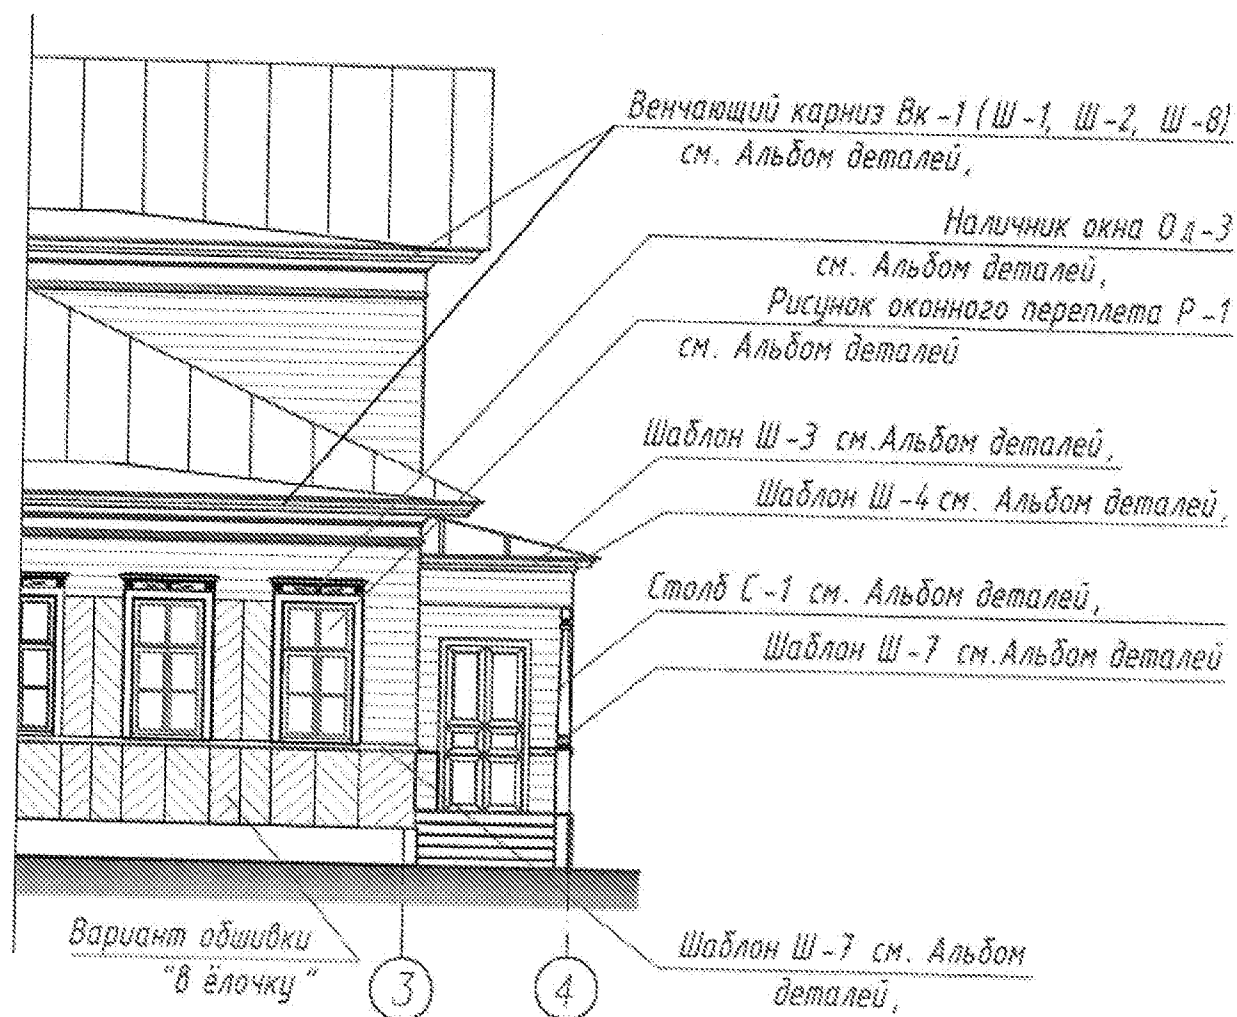 Венчающий карниз Вк-1 (Ш-1, Ш-2, Ш-8)
см. Альбом деталей,
Наличник окна Од-3
см. Альбом деталей,
Рисунок оконного переплета Р-1
см. Альбом деталей
Шаблон Ш-3 см. Альбом деталей,
Шаблон Ш-4 см. Альбом деталей,
Столб С-1 см. Альбом деталей,
Шаблон Ш-7 см. Альбом деталей
Вариант обшивки
"в ёлочку"
3
4
Шаблон Ш-7 см. Альбом
деталей,